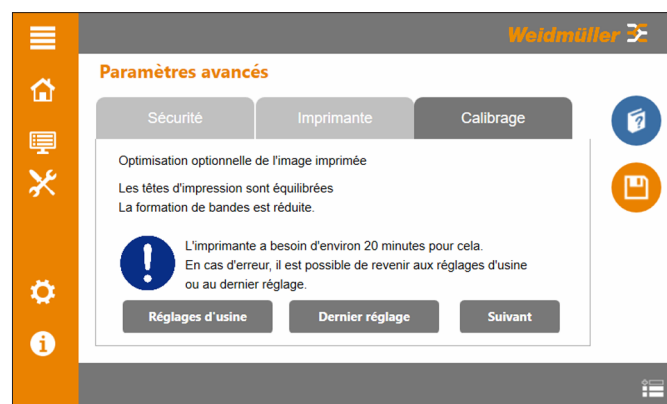 Weidmüller
Paramètres avancés
Sécurité
Imprimante
Calibrage
Optimisation optionnelle de l'image imprimée
Les têtes d'impression sont équilibrées
La formation de bandes est réduite.
L'imprimante a besoin d'environ 20 minutes pour cela.
En cas d'erreur, il est possible de revenir aux réglages d'usine
ou au dernier réglage.
Réglages d'usine
Dernier réglage
Suivant